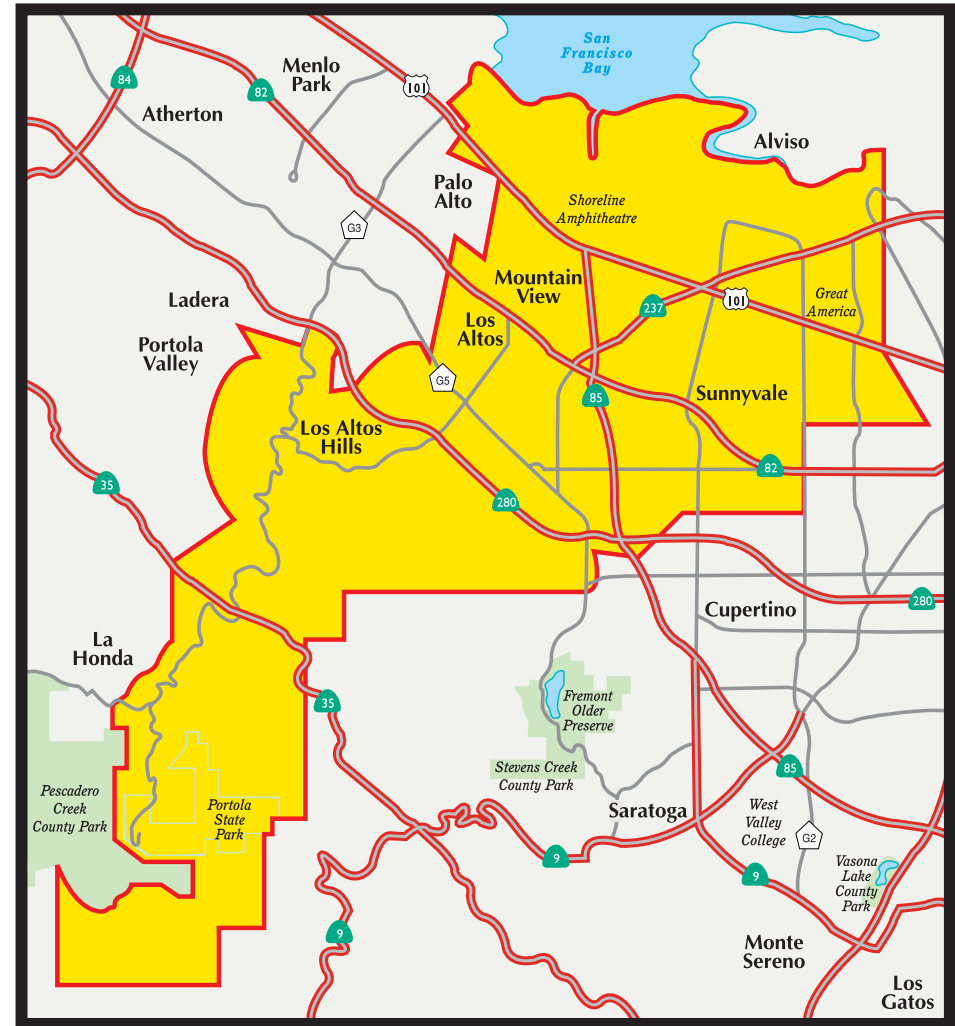 San
Francisco
Bay
84
82
Menlo
Park
101
Atherton
Alviso
Palo
Alto
Shoreline
Amphitheatre
G3
Mountain
View
237
101
Great
America
Ladera
Los
Altos
Portola
Valley
G5
85
Sunnyvale
Los Altos
Hills
82
35
280
280
Cupertino
La
Honda
35
Fremont
Older
Preserve
Stevens Creek
County Park
85
Pescadero
Creek
County Park
Portola
State
Park
Saratoga
West
Valley
College
G2
9
9
Vasona
Lake
County
Park
9
Monte
Sereno
Los
Gatos